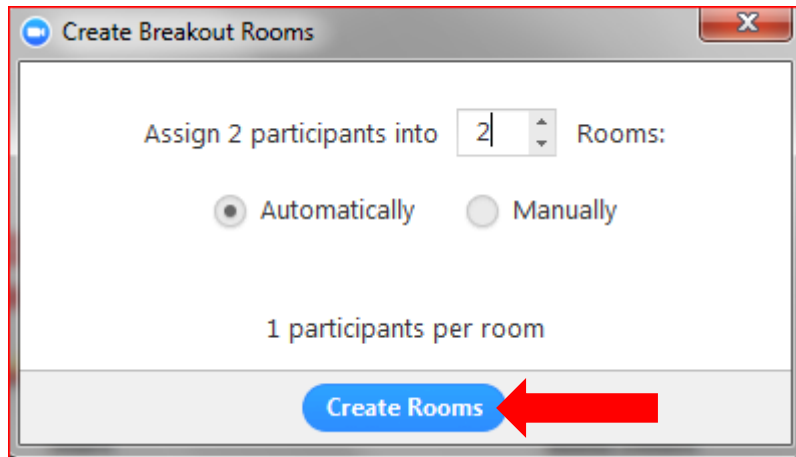 Create Breakout Rooms
Assign 2 participants into 2 Rooms:
Automatically Manually
1 participants per room
Create Rooms